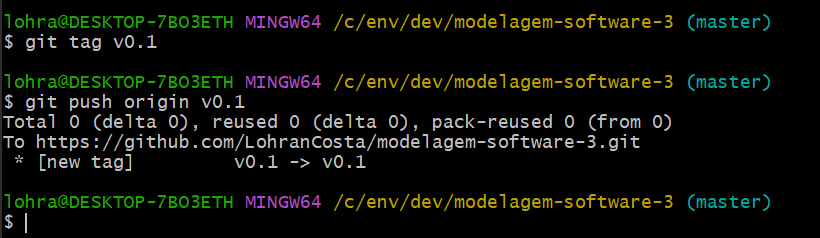 lohra@DESKTOP-7BO3ETH MINGW64 /c/env/dev/modelagem-software-3 (master)
$ git tag v0.1
lohra@DESKTOP-7BO3ETH MINGW64 /c/env/dev/modelagem-software-3 (master)
$ git push origin v0.1
Total 0 (delta 0), reused 0 (delta 0), pack-reused 0 (from 0)
To https://github.com/LohranCosta/modelagem-software-3.git
 * [new tag]         v0.1 -> v0.1
lohra@DESKTOP-7BO3ETH MINGW64 /c/env/dev/modelagem-software-3 (master)
$